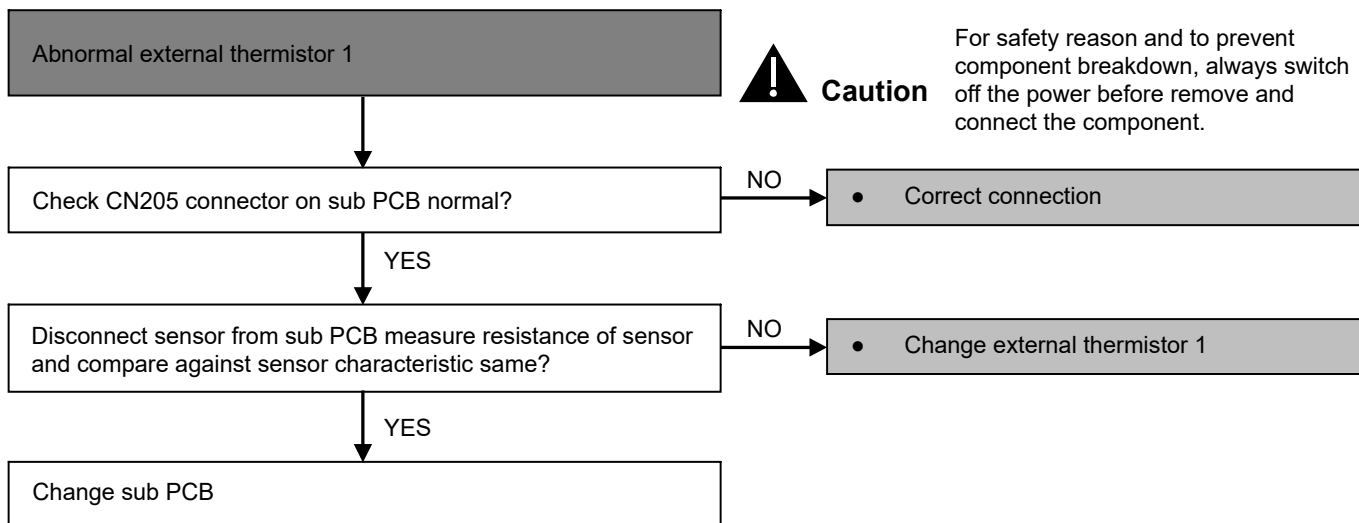 Abnormal external thermistor 1
Caution
For safety reason and to prevent
component breakdown, always switch
off the power before remove and
connect the component.
Check CN205 connector on sub PCB normal?
NO
● Correct connection
YES
Disconnect sensor from sub PCB measure resistance of sensor
and compare against sensor characteristic same?
NO
● Change external thermistor 1
YES
Change sub PCB